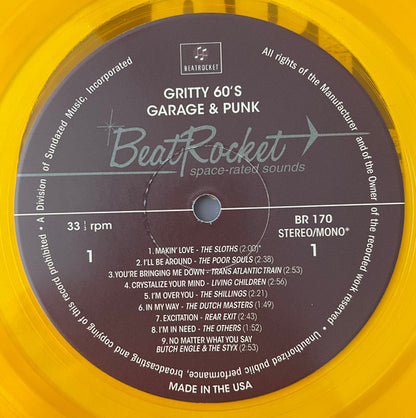 BEATROCKET
GRITTY 60'S
GARAGE & PUNK
BeatRocket
space-rated sounds
33 1/3 rpm
1
BR 170
STEREO/MONO*
1
1. MAKIN' LOVE - THE SLOTHS (2:00)*
2. I'LL BE AROUND - THE POOR SOULS (2:38)
3. YOU'RE BRINGING ME DOWN - TRANS ATLANTIC TRAIN (2:53)
4. CRYSTALIZE YOUR MIND - LIVING CHILDREN (2:56)
5. I'M OVER YOU - THE SHILLINGS (2:21)
6. IN MY WAY - THE DUTCH MASTERS (1:49)
7. EXCITATION - REAR EXIT (2:43)
8. I'M IN NEED - THE OTHERS (1:52)
9. NO MATTER WHAT YOU SAY
BUTCH ENGLE & THE STYX (2:53)
MADE IN THE USA
• A Division of Sundazed Music, Incorporated
All rights of the Manufacturer and of the Owner of the recorded work reserved. • Unauthorized public performance, broadcasting and copying of this record prohibited